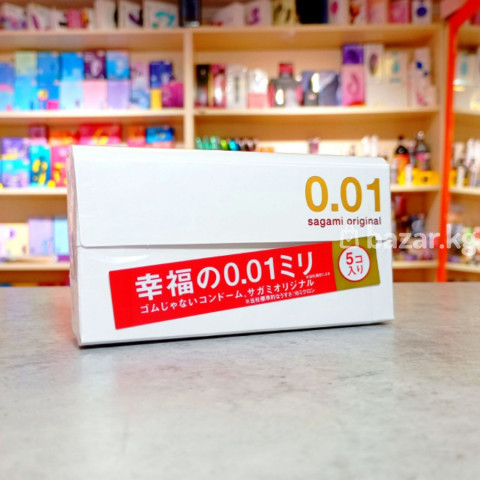 0.01
sagami original
bazar.kg
幸福の0.01ミリ
ゴムじゃないコンドーム。サガミオリジナル
5コ
入り